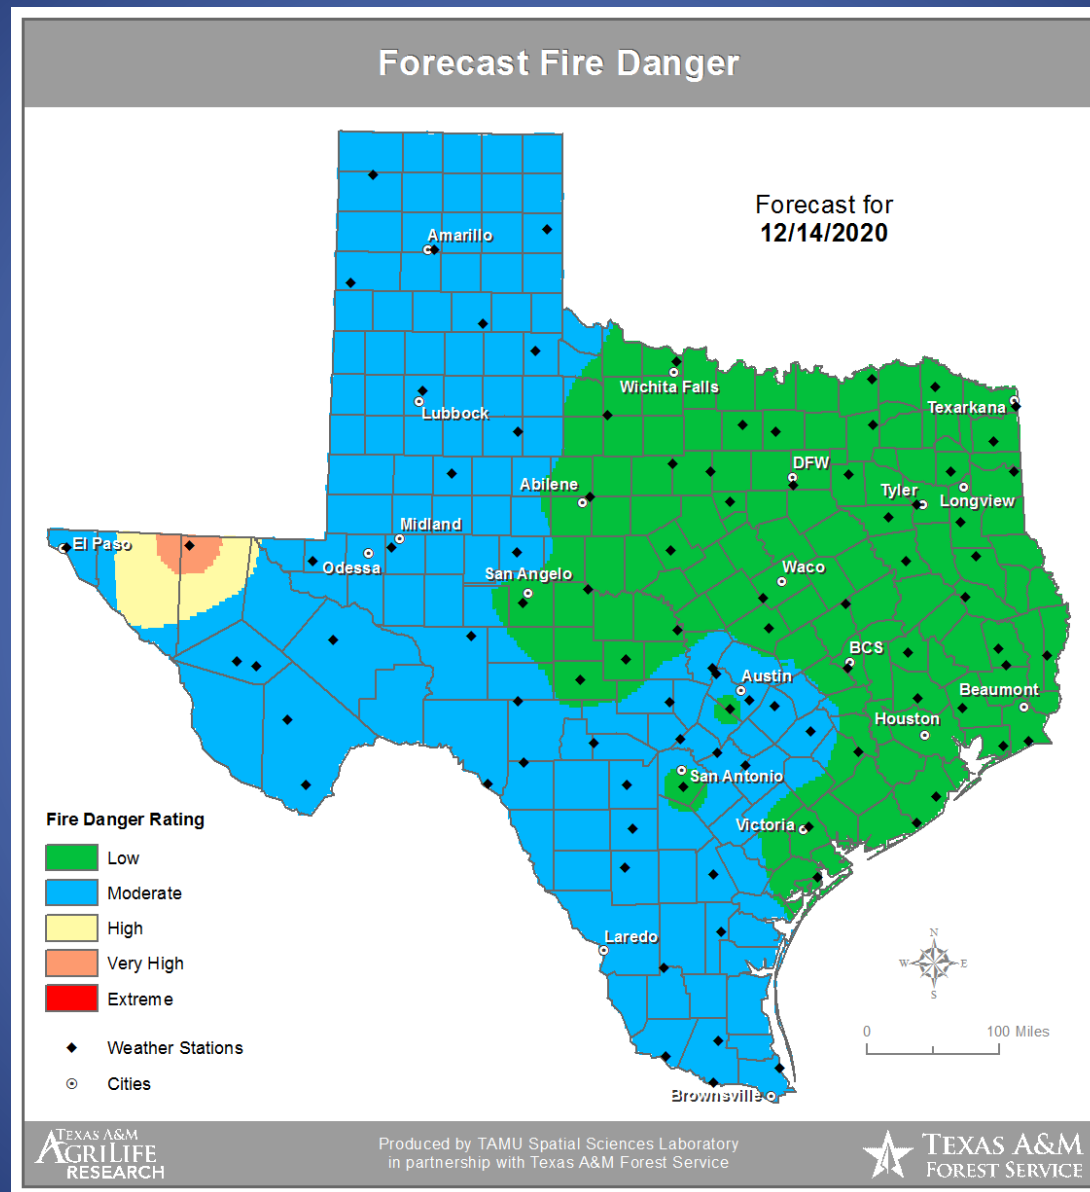 Forecast Fire Danger
Forecast for
12/14/2020
Amarillo
Wichita Falls
Lubbock
Texarkana
DFW
Abilene
Tyler
Longview
Midland
El Paso
Odessa
San Angelo
Waco
BCS
Austin
Beaumont
Houston
San Antonio
Victoria
Laredo
Brownsville
Fire Danger Rating
Low
Moderate
High
Very High
Extreme
Weather Stations
Cities
N
W E
S
0 100 Miles
TEXAS A&M
AGRILIFE
RESEARCH
Produced by TAMU Spatial Sciences Laboratory
in partnership with Texas A&M Forest Service
TEXAS A&M
FOREST SERVICE